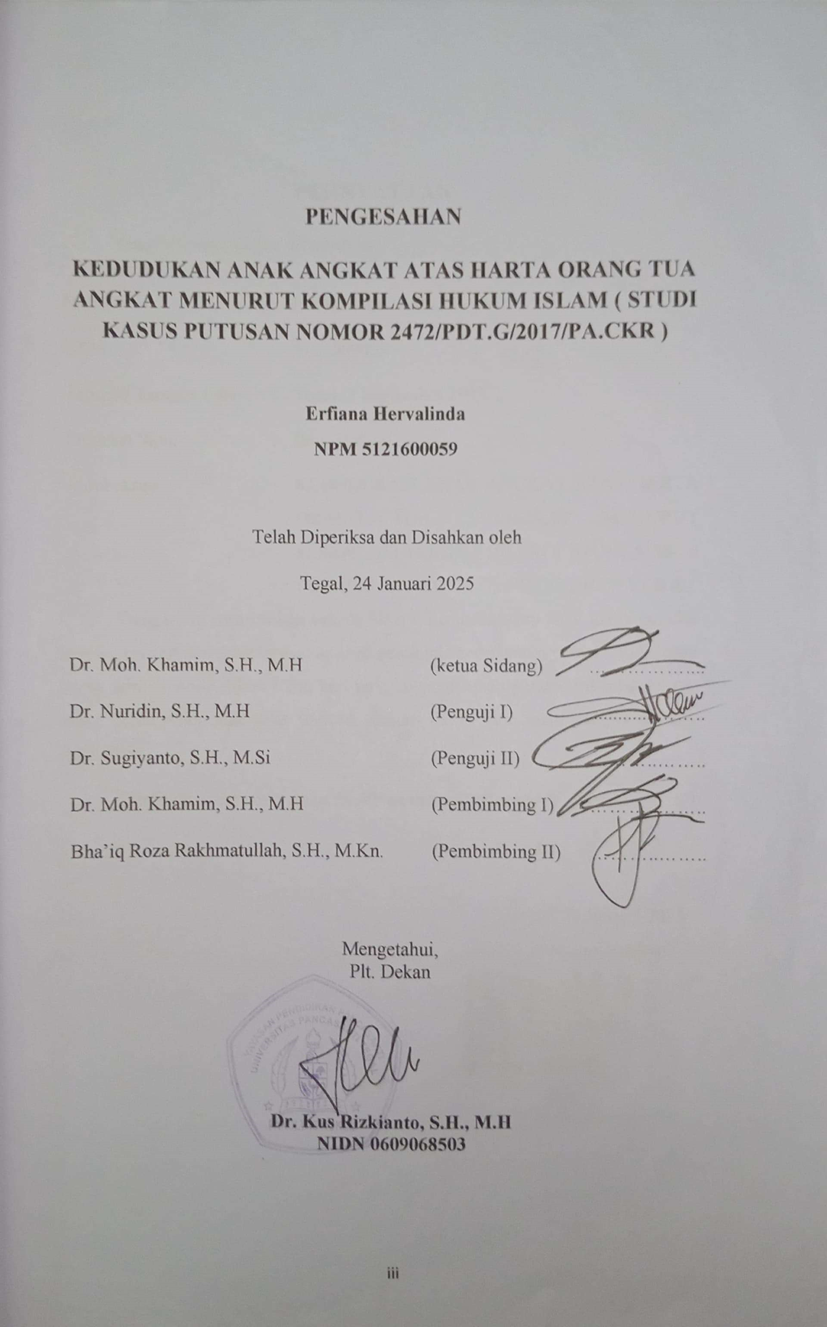 PENGESAHAN
KEDUDUKAN ANAK ANGKAT ATAS HARTA ORANG TUA
ANGKAT MENURUT KOMPILASI HUKUM ISLAM ( STUDI
KASUS PUTUSAN NOMOR 2472/PDT.G/2017/PA.CKR )
Erfiana Hervalinda
NPM 5121600059
Telah Diperiksa dan Disahkan oleh
Tegal, 24 Januari 2025
Dr. Moh. Khamim, S.H., M.H (ketua Sidang) ....................
Dr. Nuridin, S.H., M.H (Penguji I) ....................
Dr. Sugiyanto, S.H., M.Si (Penguji II) ....................
Dr. Moh. Khamim, S.H., M.H (Pembimbing I) ....................
Bha’iq Roza Rakhmatullah, S.H., M.Kn. (Pembimbing II) ....................
Mengetahui,
Plt. Dekan
UNIVERSITAS
Dr. Kus Rizkianto, S.H., M.H
NIDN 0609068503
iii